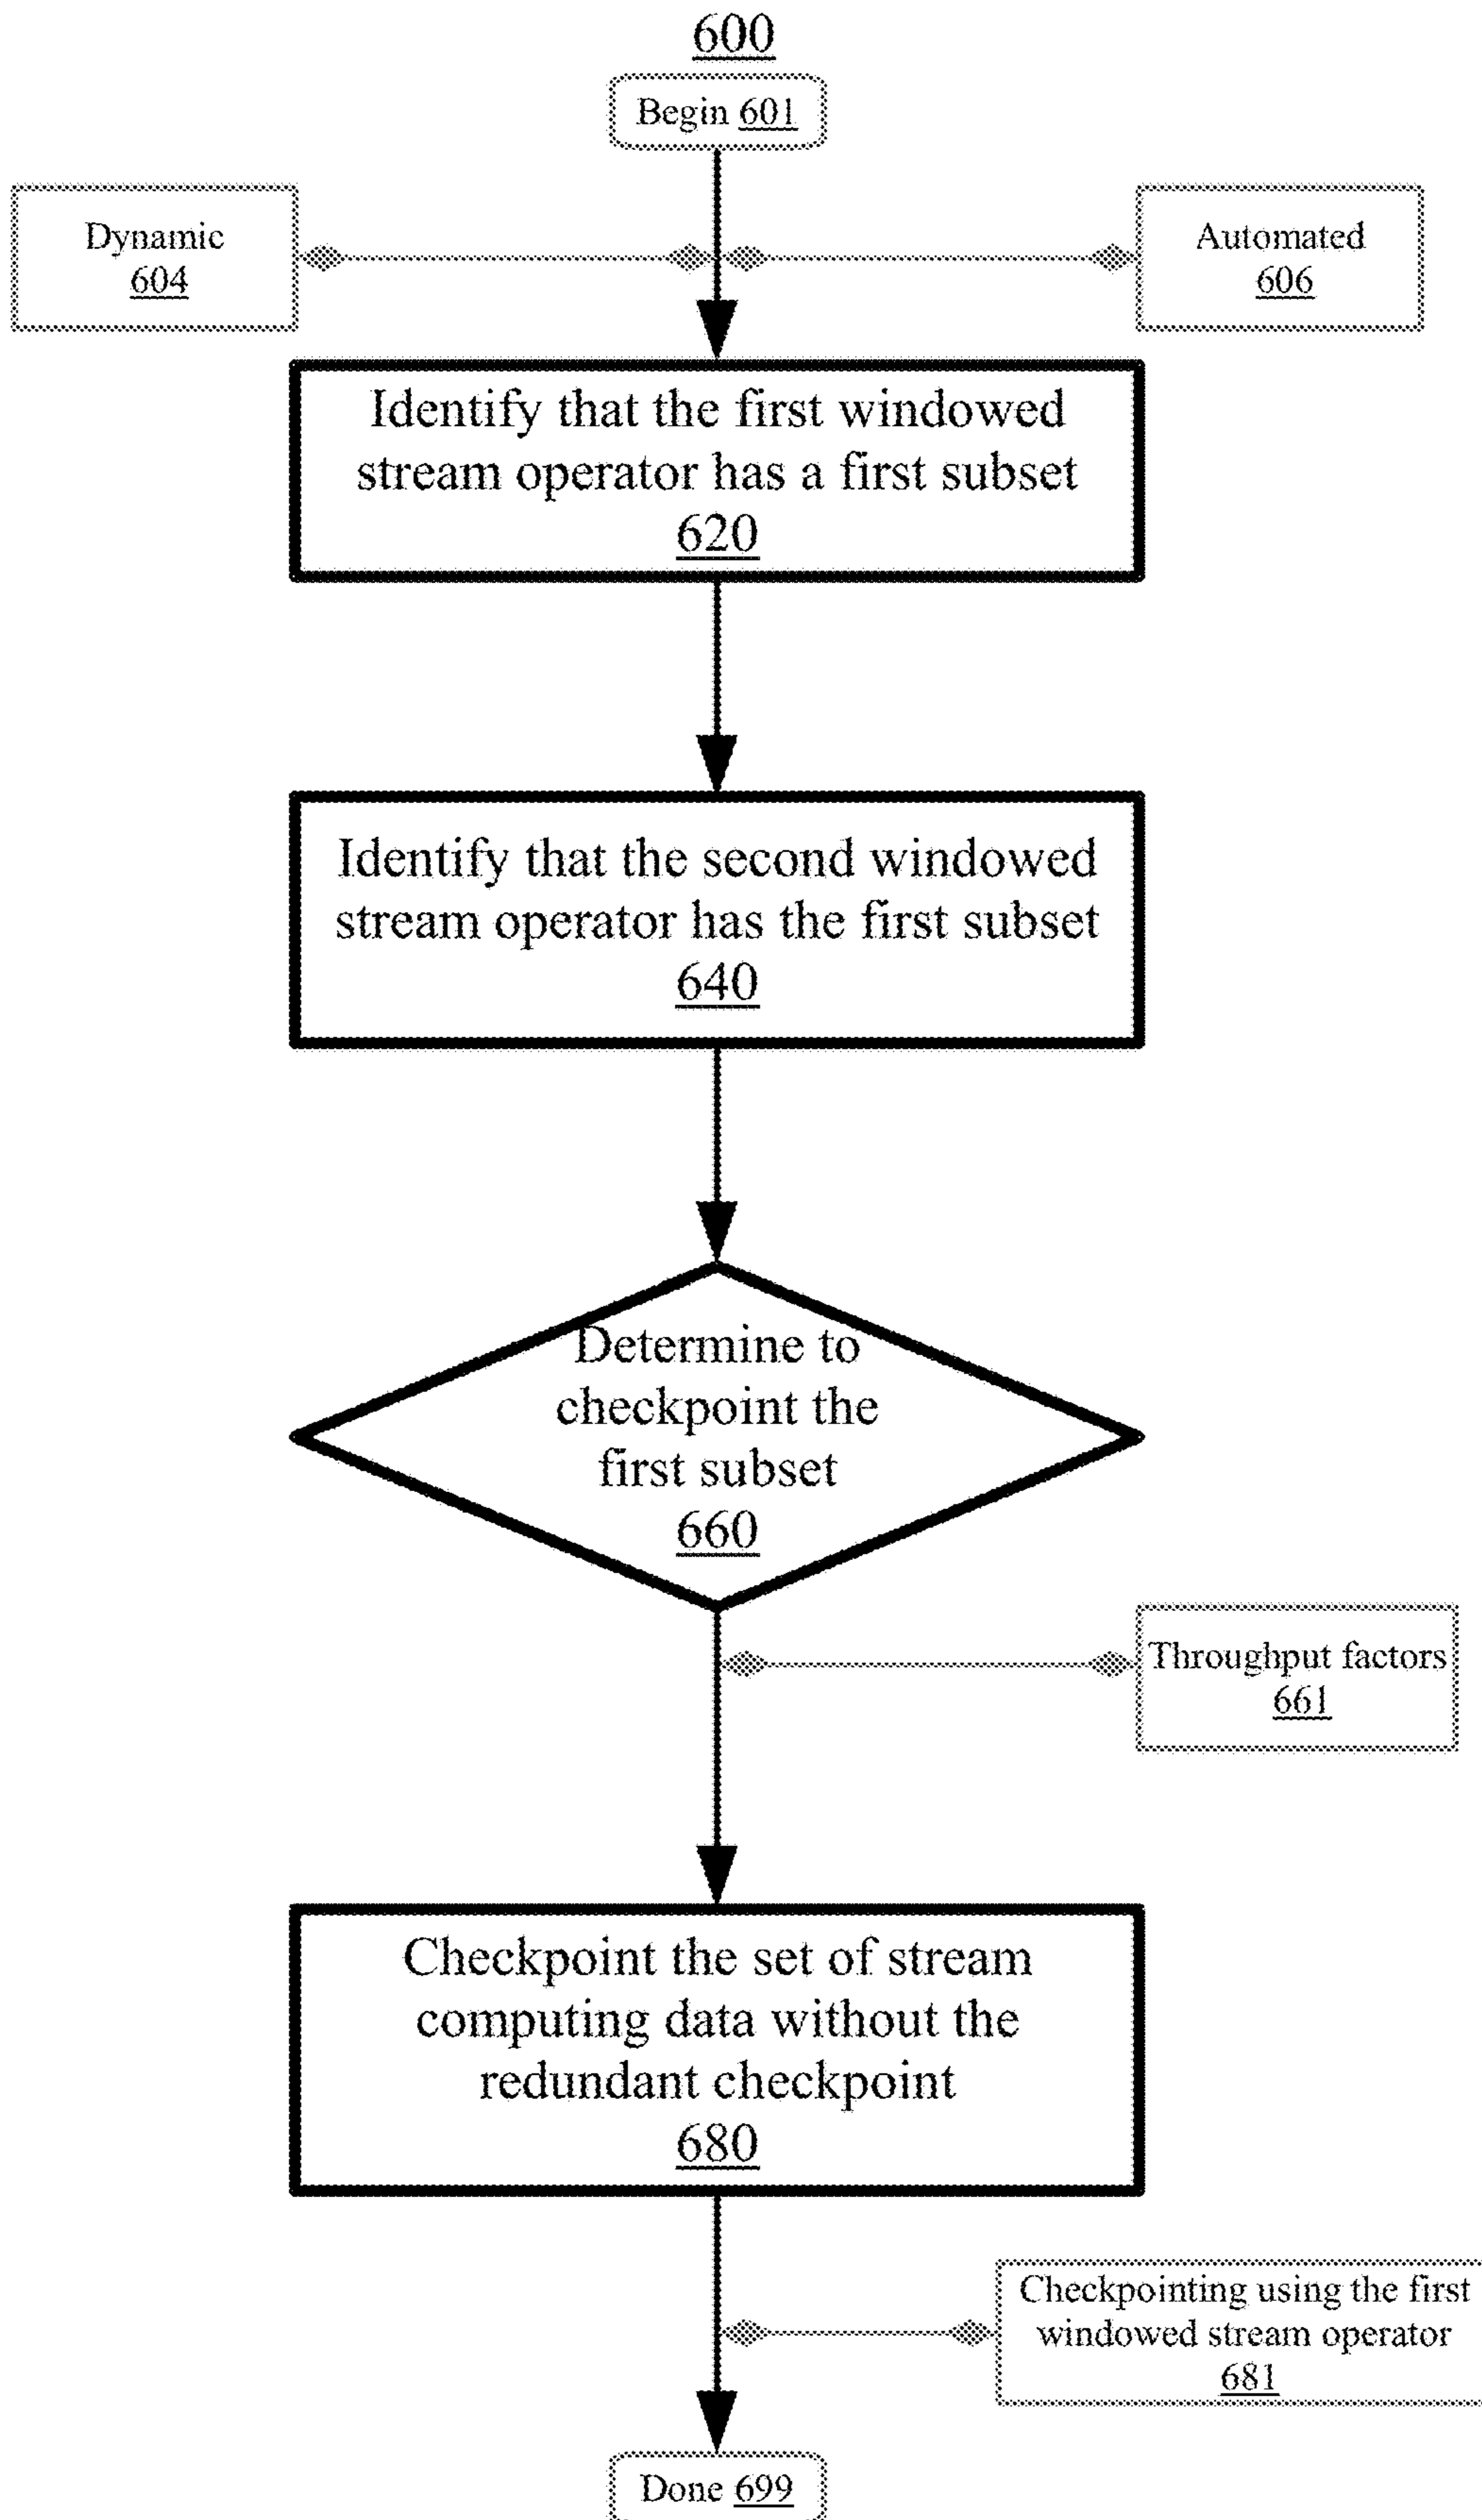 600
Begin 601
Dynamic
604
Automated
606
Identify that the first windowed
stream operator has a first subset
620
Identify that the second windowed
stream operator has the first subset
640
Determine to
checkpoint the
first subset
660
Throughput factors
661
Checkpoint the set of stream
computing data without the
redundant checkpoint
680
Checkpointing using the first
windowed stream operator
681
Done 699